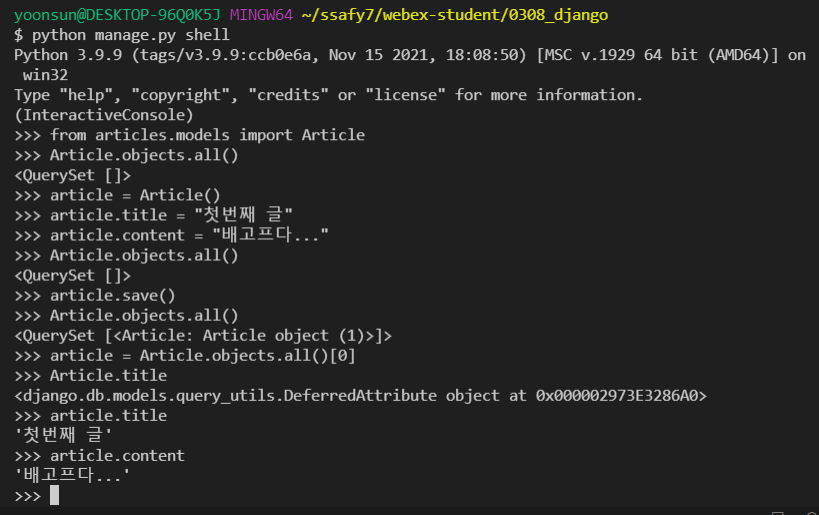 yoonsun@DESKTOP-96Q0K5J MINGW64 ~/ssafy7/webex-student/0308_django
$ python manage.py shell
Python 3.9.9 (tags/v3.9.9:ccb0e6a, Nov 15 2021, 18:08:50) [MSC v.1929 64 bit (AMD64)] on
 win32
Type "help", "copyright", "credits" or "license" for more information.
(InteractiveConsole)
>>> from articles.models import Article
>>> Article.objects.all()
<QuerySet []>
>>> article = Article()
>>> article.title = "첫번째 글"
>>> article.content = "배고프다..."
>>> Article.objects.all()
<QuerySet []>
>>> article.save()
>>> Article.objects.all()
<QuerySet [<Article: Article object (1)>]>
>>> article = Article.objects.all()[0]
>>> Article.title
<django.db.models.query_utils.DeferredAttribute object at 0x000002973E3286A0>
>>> article.title
'첫번째 글'
>>> article.content
'배고프다...'
>>>